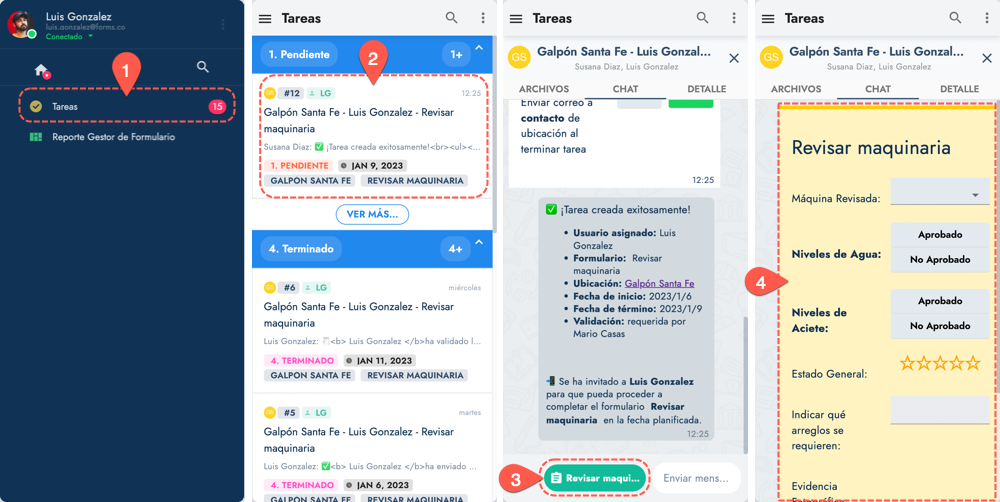 Luis Gonzalez
luis.gonzalez@forms.co
Conectado
1
Tareas
15
Reporte Gestor de Formulario
Tareas
1. Pendiente
1+
2
GS #12 LG
12:25
Galpón Santa Fe - Luis Gonzalez - Revisar
maquinaria
Susana Diaz: ✅ ¡Tarea creada exitosamente!<br><ul><...
1. PENDIENTE JAN 9, 2023
GALPON SANTA FE REVISAR MAQUINARIA
VER MÁS...
4. Terminado
4+
GS #6 LG
miércoles
Galpón Santa Fe - Luis Gonzalez - Revisar
maquinaria
Luis Gonzalez: <b> Luis Gonzalez </b>ha validado l...
4. TERMINADO JAN 11, 2023
GALPON SANTA FE REVISAR MAQUINARIA
GS #5 LG
martes
Galpón Santa Fe - Luis Gonzalez - Revisar
maquinaria
Luis Gonzalez: ✅<b> Luis Gonzalez </b>ha enviado ...
4. TERMINADO JAN 6, 2023
GALPON SANTA FE REVISAR MAQUINARIA
Tareas
GS
Galpón Santa Fe - Luis Gonzal...
Susana Diaz, Luis Gonzalez
ARCHIVOS CHAT DETALLE
Enviar correo a
contacto de
ubicación al
terminar tarea
12:25
✅ ¡Tarea creada exitosamente!
• Usuario asignado: Luis
Gonzalez
• Formulario: Revisar
maquinaria
• Ubicación: Galpón Santa Fe
• Fecha de inicio: 2023/1/6
• Fecha de término: 2023/1/9
• Validación: requerida por
Mario Casas
📲 Se ha invitado a Luis Gonzalez
para que pueda proceder a
completar el formulario Revisar
maquinaria en la fecha planificada.
12:25
3
Revisar maqui...
Enviar mens...
Tareas
GS
Galpón Santa Fe - Luis Gonzal...
Susana Diaz, Luis Gonzalez
ARCHIVOS CHAT DETALLE
Revisar maquinaria
Máquina Revisada:
Aprobado
Niveles de Agua:
No Aprobado
4
Aprobado
Niveles de
Aciete:
No Aprobado
Estado General:
Indicar qué
arreglos se
requieren:
Evidencia
Fotográfica